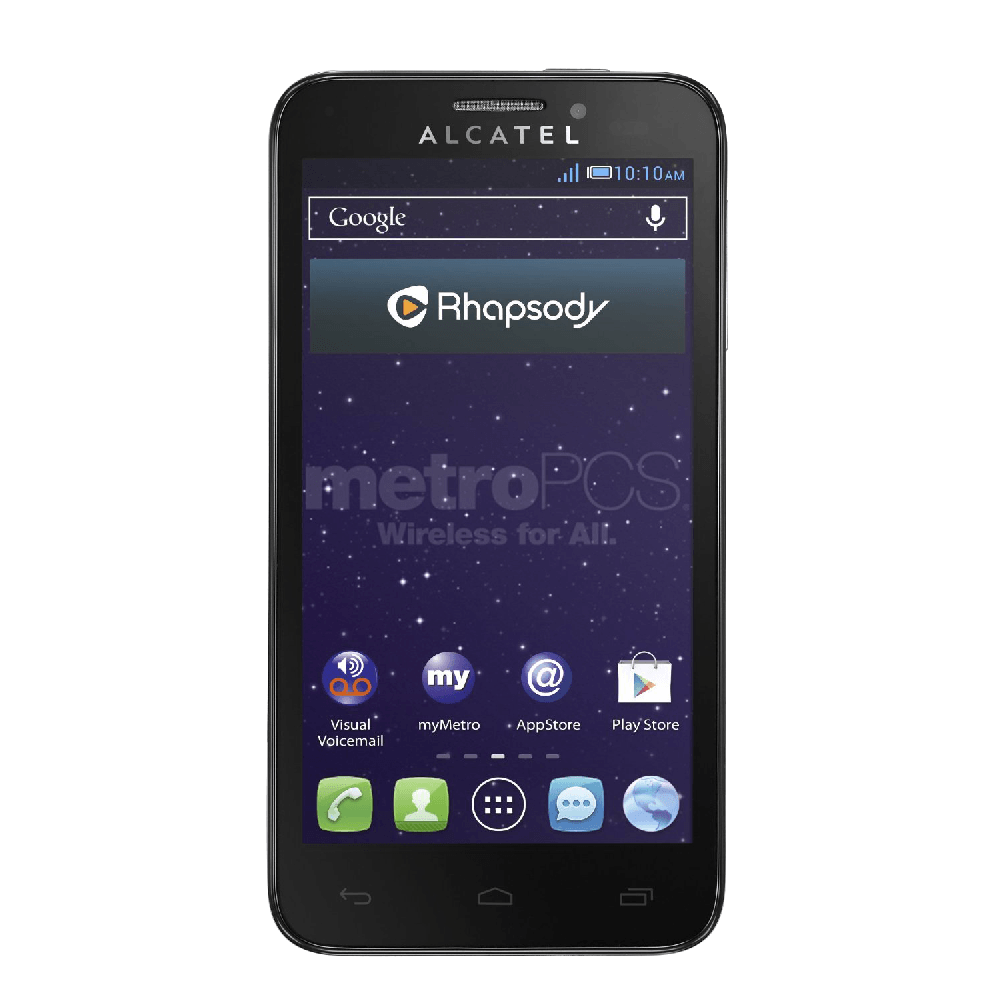 ALCATEL
10:10AM
Google
Rhapsody
metroPCS
Wireless for All.
my
@
Visual
Voicemail
myMetro
AppStore
Play Store